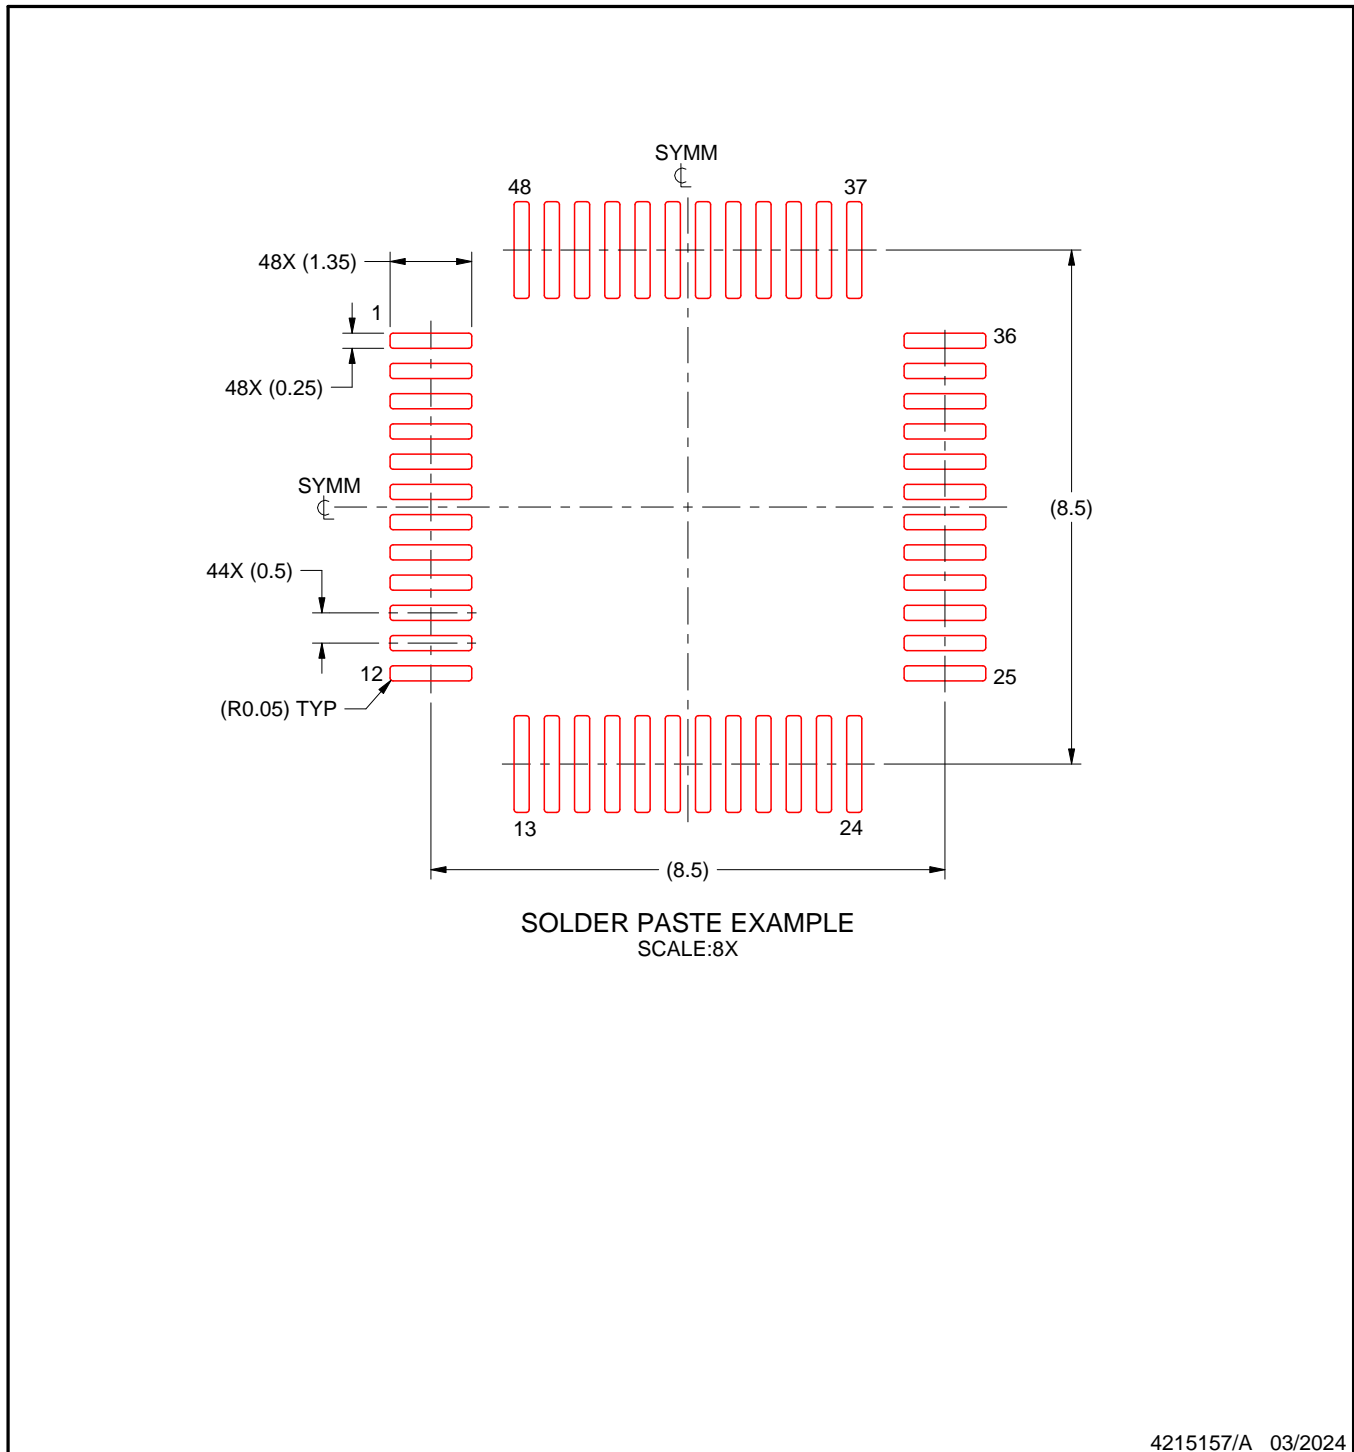 SYMM
48
37
48X (1.35)
1
36
48X (0.25)
SYMM
(8.5)
44X (0.5)
12
25
(R0.05) TYP
13
24
(8.5)
SOLDER PASTE EXAMPLE
SCALE:8X
4215157/A 03/2024